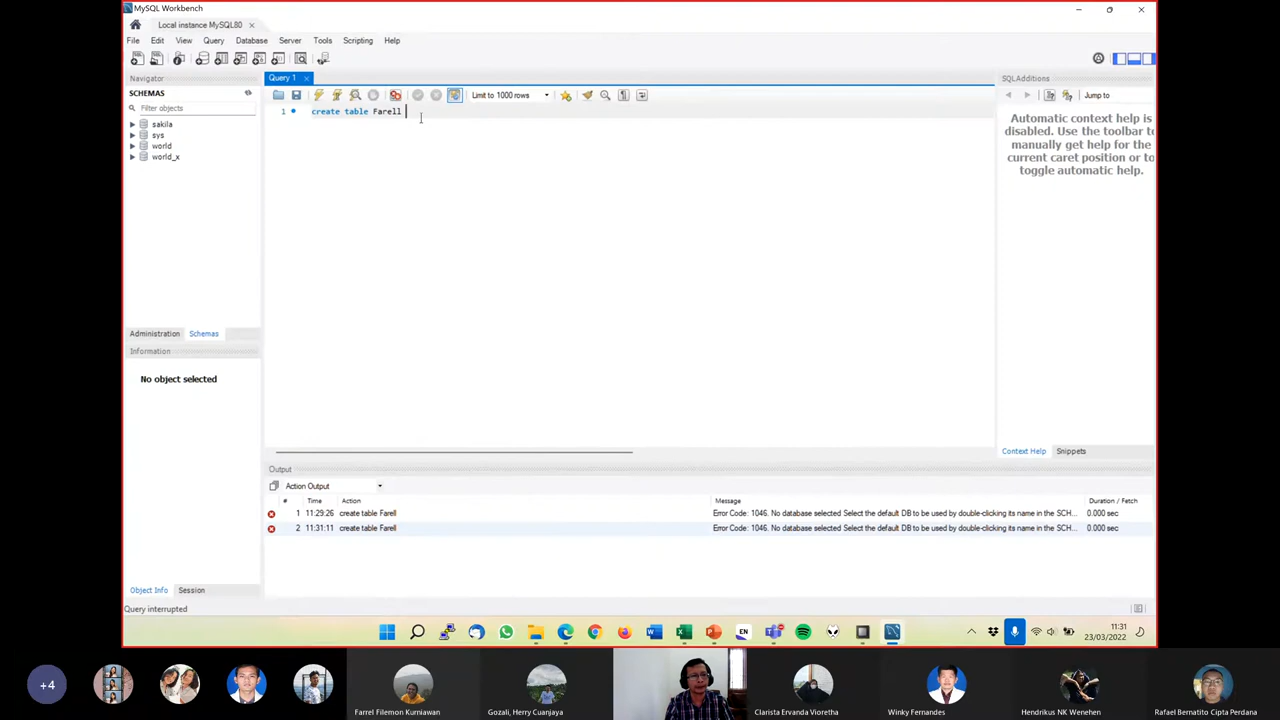 MySQL Workbench
Local instance MySQL80
File Edit View Query Database Server Tools Scripting Help
Navigator
SCHEMAS
Filter objects
sakila
sys
world
world_x
Administration Schemas
Information
No object selected
Object Info Session
Query interrupted
Query 1
Limit to 1000 rows
1 create table Farell
SQLAdditions
Jump to
Automatic context help is
disabled. Use the toolbar to
manually get help for the
current caret position or to
toggle automatic help.
Context Help Snippets
Output
Action Output
# Time Action Message Duration / Fetch
1 11:29:26 create table Farell Error Code: 1046. No database selected Select the default DB to be used by double-clicking its name in the SCH... 0.000 sec
2 11:31:11 create table Farell Error Code: 1046. No database selected Select the default DB to be used by double-clicking its name in the SCH... 0.000 sec
EN
11:31
23/03/2022
+4
Farrel Filemon Kurniawan
Gozali, Herry Cuanjaya
Clarista Ervanda Vioretha
Winky Fernandes
Hendrikus NK Wenehen
Rafael Bernatito Cipta Perdana